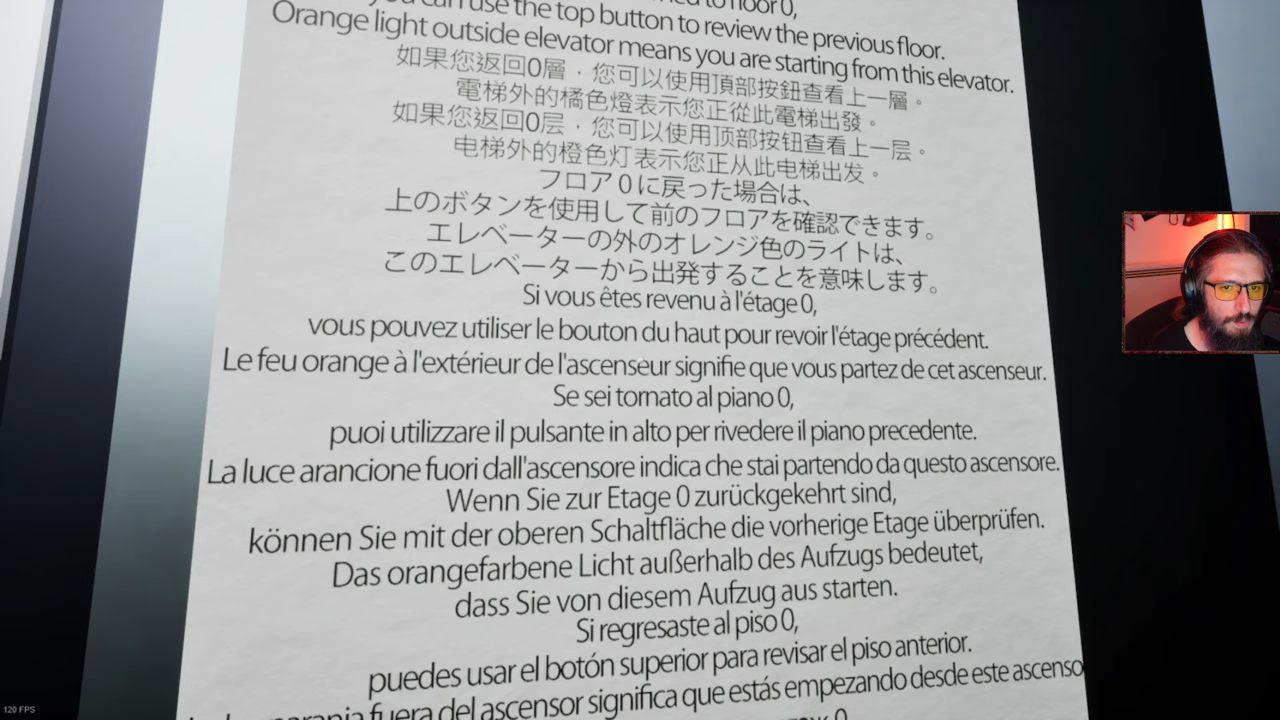 to floor 0,
you can use the top button to review the previous floor.
Orange light outside elevator means you are starting from this elevator.
如果您返回0層，您可以使用頂部按鈕查看上一層。
電梯外的橘色燈表示您正從此電梯出發。
如果您返回0层，您可以使用顶部按钮查看上一层。
电梯外的橙色灯表示您正从此电梯出发。
フロア 0 に戻った場合は、
上のボタンを使用して前のフロアを確認できます。
エレベーターの外のオレンジ色のライトは、
このエレベーターから出発することを意味します。
Si vous êtes revenu à l'étage 0,
vous pouvez utiliser le bouton du haut pour revoir l'étage précédent.
Le feu orange à l'extérieur de l'ascenseur signifie que vous partez de cet ascenseur.
Se sei tornato al piano 0,
puoi utilizzare il pulsante in alto per rivedere il piano precedente.
La luce arancione fuori dall'ascensore indica che stai partendo da questo ascensore.
Wenn Sie zur Etage 0 zurückgekehrt sind,
können Sie mit der oberen Schaltfläche die vorherige Etage überprüfen.
Das orangefarbene Licht außerhalb des Aufzugs bedeutet,
dass Sie von diesem Aufzug aus starten.
Si regresaste al piso 0,
puedes usar el botón superior para revisar el piso anterior.
fuera del ascensor significa que estás empezando desde este ascenso
120 FPS